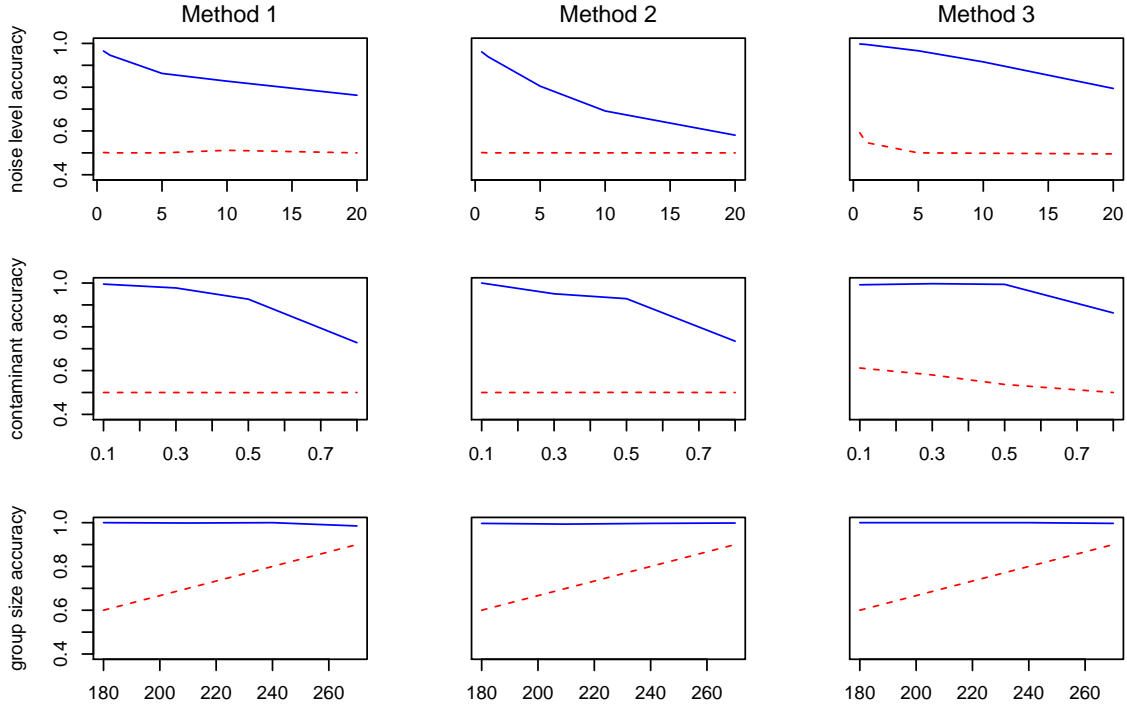 Method 1
Method 2
Method 3
noise level accuracy
1.0
0.8
0.6
0.4
0 5 10 15 20
0 5 10 15 20
0 5 10 15 20
contaminant accuracy
1.0
0.8
0.6
0.4
0.1 0.3 0.5 0.7
0.1 0.3 0.5 0.7
0.1 0.3 0.5 0.7
group size accuracy
1.0
0.8
0.6
0.4
180 200 220 240 260
180 200 220 240 260
180 200 220 240 260